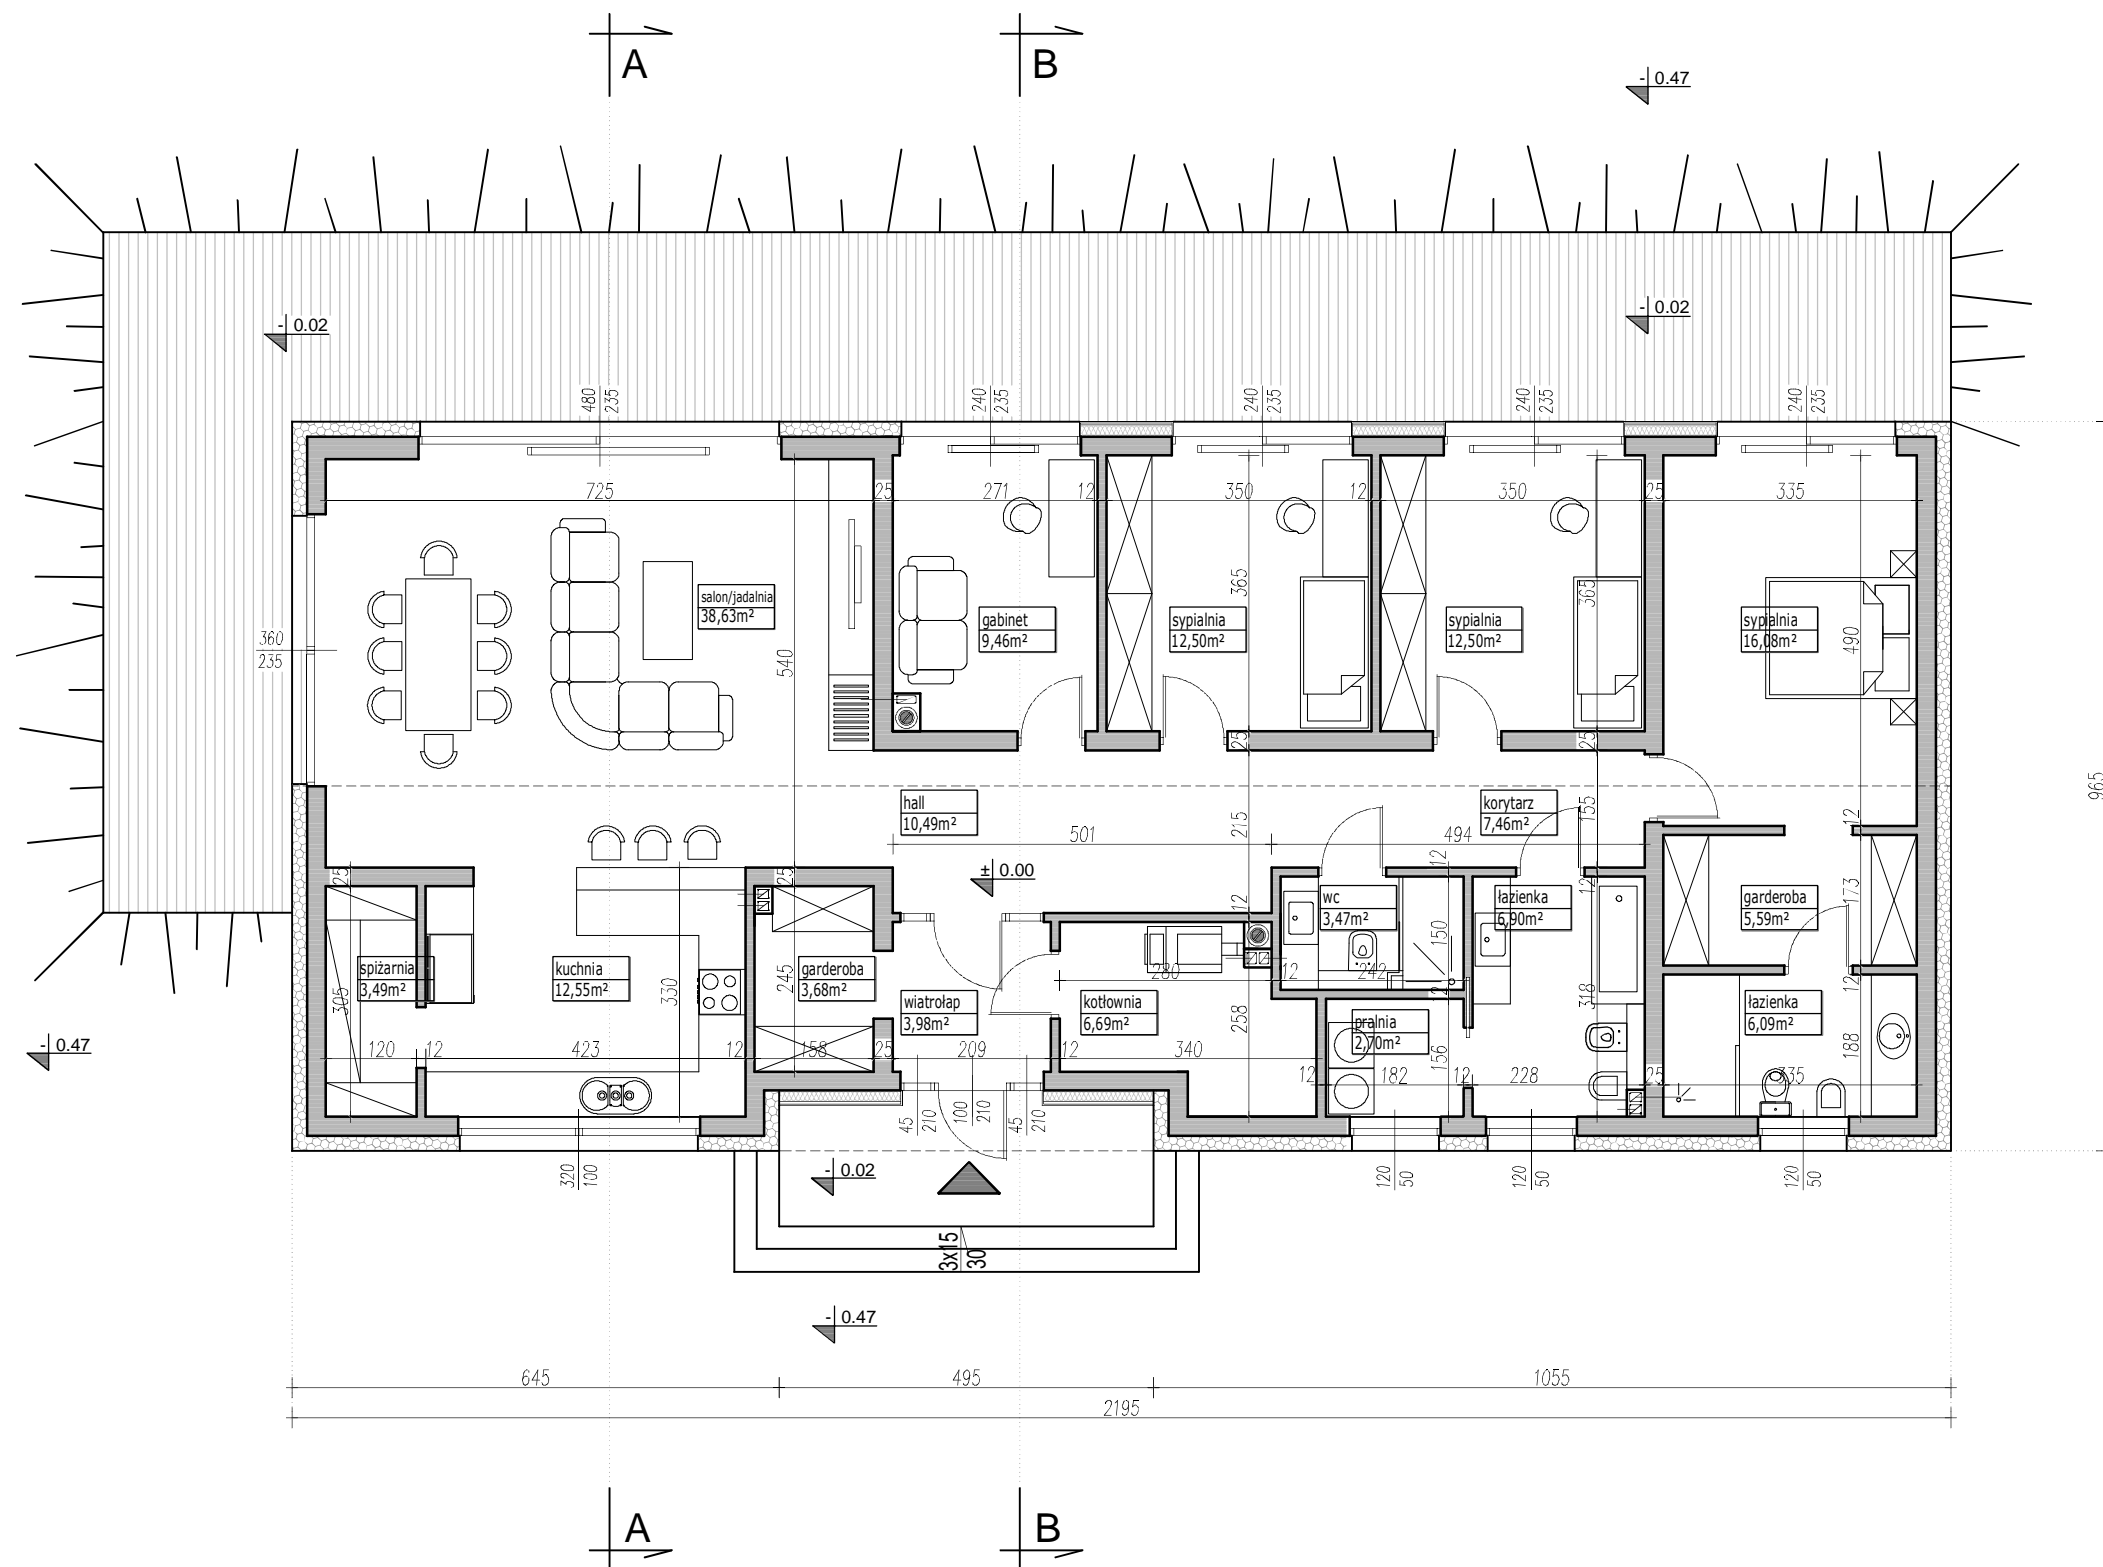 A
B
- 0.47
- 0.02
- 0.02
480
235
240
235
240
235
240
235
240
235
725
25
271
12
350
12
350
25
335
salon/jadalnia
38,63m²
gabinet
9,46m²
sypialnia
12,50m²
sypialnia
12,50m²
sypialnia
16,08m²
365
365
490
540
360
235
25
25
965
hall
10,49m²
korytarz
7,46m²
501
215
494
155
12
± 0.00
25
25
12
12
12
wc
3,47m²
łazienka
6,90m²
garderoba
5,59m²
173
150
spiżarnia
3,49m²
kuchnia
12,55m²
garderoba
3,68m²
wiatrołap
3,98m²
kotłownia
6,69m²
280
12
242
12
12
305
330
245
258
318
pralnia
2,70m²
łazienka
6,09m²
156
188
- 0.47
120
12
423
12
158
25
209
12
340
12
182
12
228
25
335
45
210
100
210
45
210
320
100
120
50
120
50
120
50
- 0.02
3x15
30
- 0.47
645
495
1055
2195
A
B